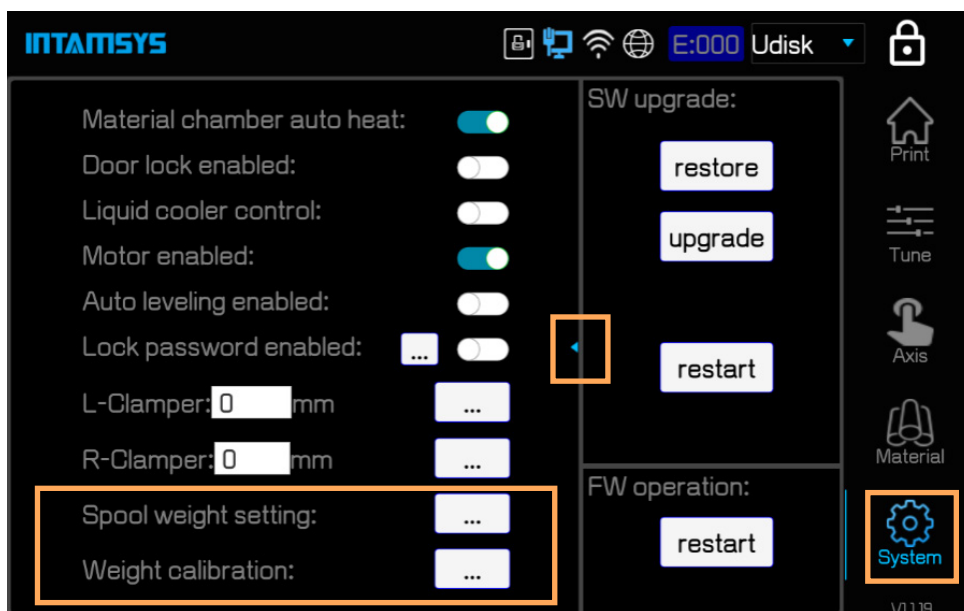 INTAMSYS
E:000 Udisk
Material chamber auto heat:
Door lock enabled:
Liquid cooler control:
Motor enabled:
Auto leveling enabled:
Lock password enabled: ...
L-Clamper: 0 mm ...
R-Clamper: 0 mm ...
Spool weight setting: ...
Weight calibration: ...
SW upgrade:
restore
upgrade
restart
FW operation:
restart
Print
Tune
Axis
Material
System